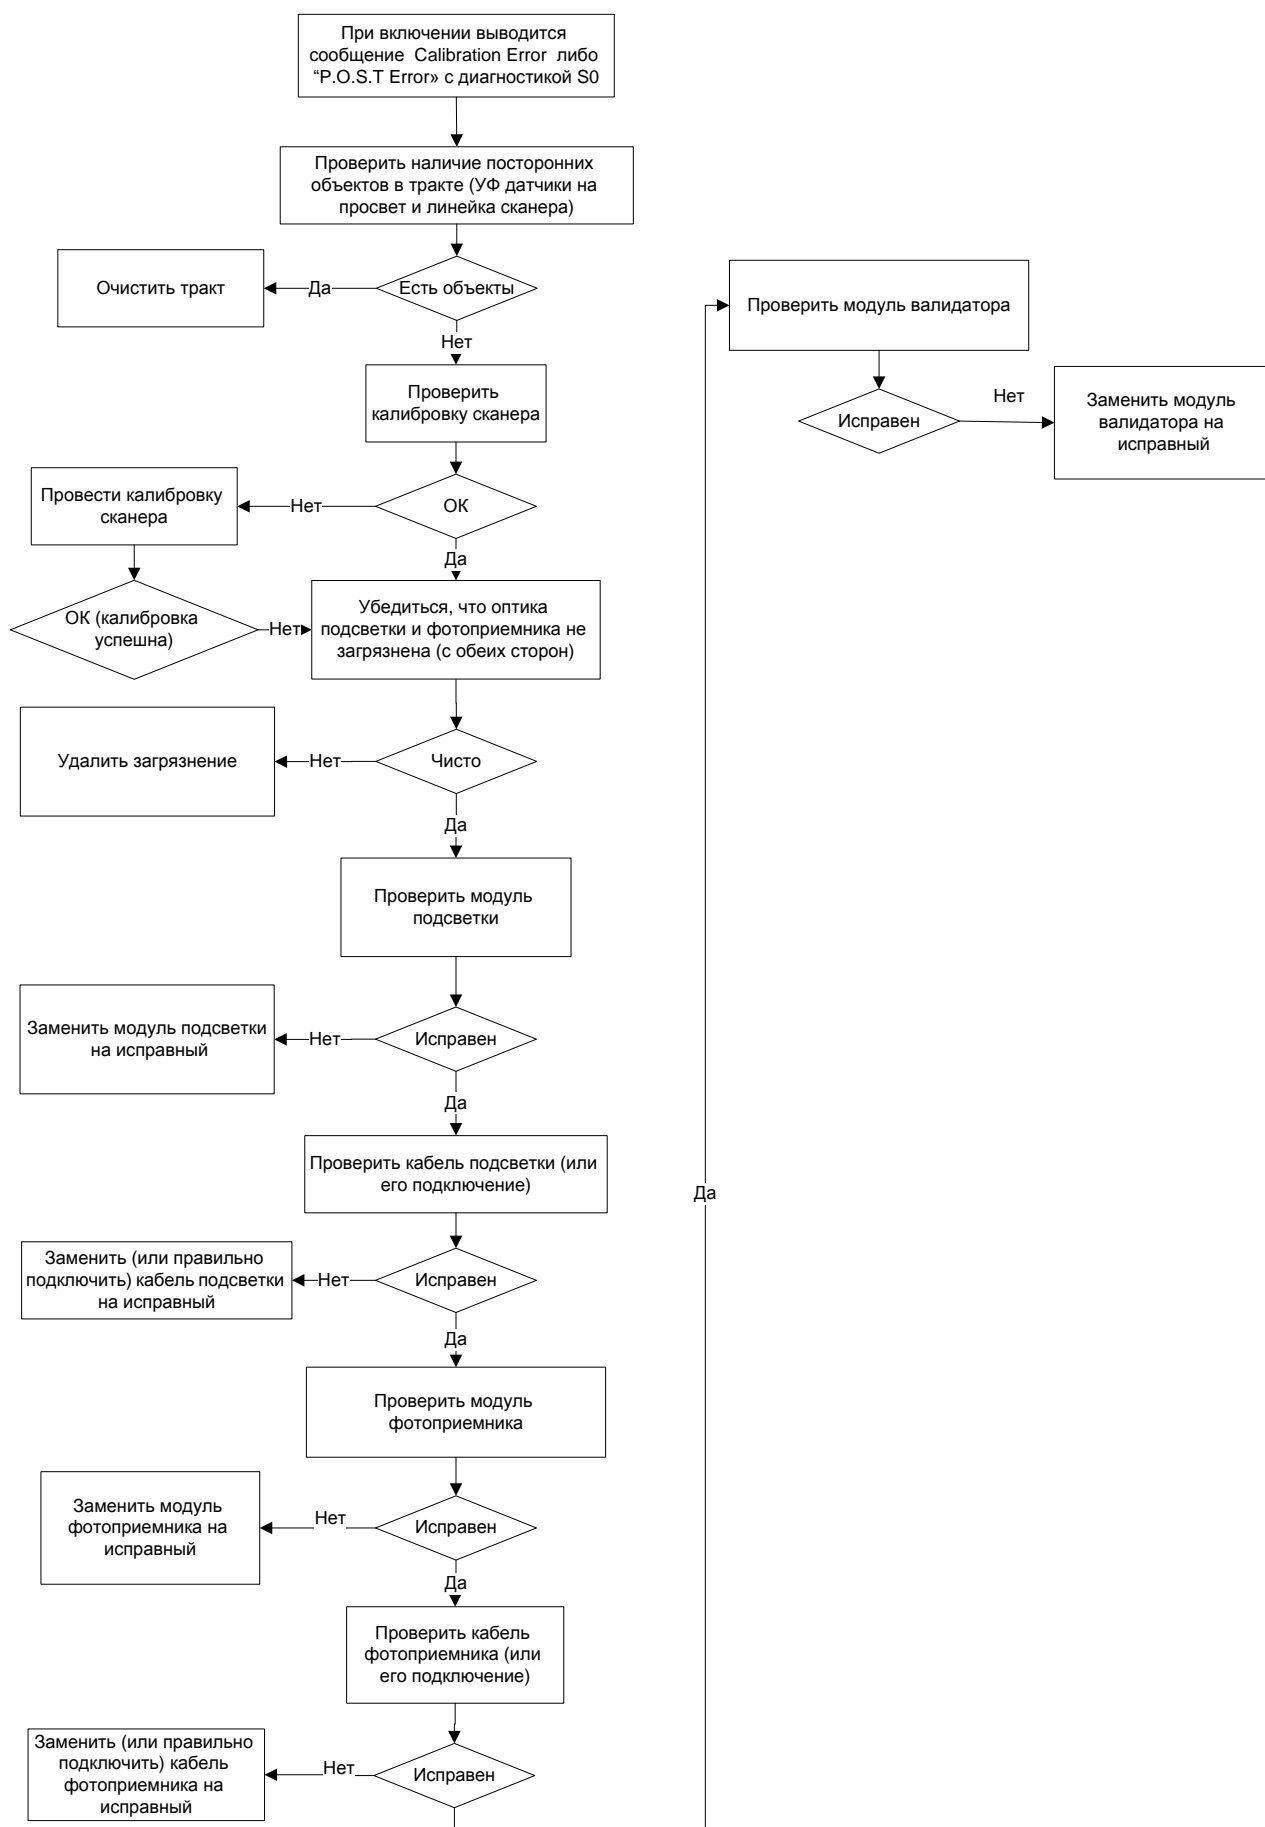 При включении выводится
сообщение Calibration Error либо
“P.O.S.T Error» с диагностикой S0
Проверить наличие посторонних
объектов в тракте (УФ датчики на
просвет и линейка сканера)
Очистить тракт
Да
Есть объекты
Нет
Проверить
калибровку сканера
Провести калибровку
сканера
Нет
ОК
Да
ОК (калибровка
успешна)
Нет
Убедиться, что оптика
подсветки и фотоприемника не
загрязнена (с обеих сторон)
Удалить загрязнение
Нет
Чисто
Да
Проверить модуль
подсветки
Заменить модуль подсветки
на исправный
Нет
Исправен
Да
Проверить кабель подсветки (или
его подключение)
Заменить (или правильно
подключить) кабель подсветки
на исправный
Нет
Исправен
Да
Проверить модуль
фотоприемника
Заменить модуль
фотоприемника на
исправный
Нет
Исправен
Да
Проверить кабель
фотоприемника (или
его подключение)
Заменить (или правильно
подключить) кабель
фотоприемника на
исправный
Нет
Исправен
Да
Проверить модуль валидатора
Исправен
Нет
Заменить модуль
валидатора на
исправный